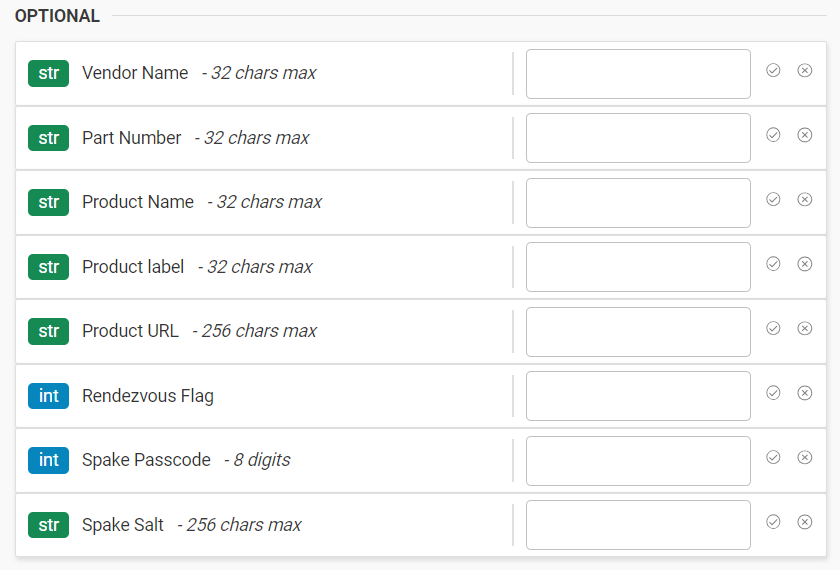 OPTIONAL
str Vendor Name - 32 chars max
str Part Number - 32 chars max
str Product Name - 32 chars max
str Product label - 32 chars max
str Product URL - 256 chars max
int Rendezvous Flag
int Spake Passcode - 8 digits
str Spake Salt - 256 chars max